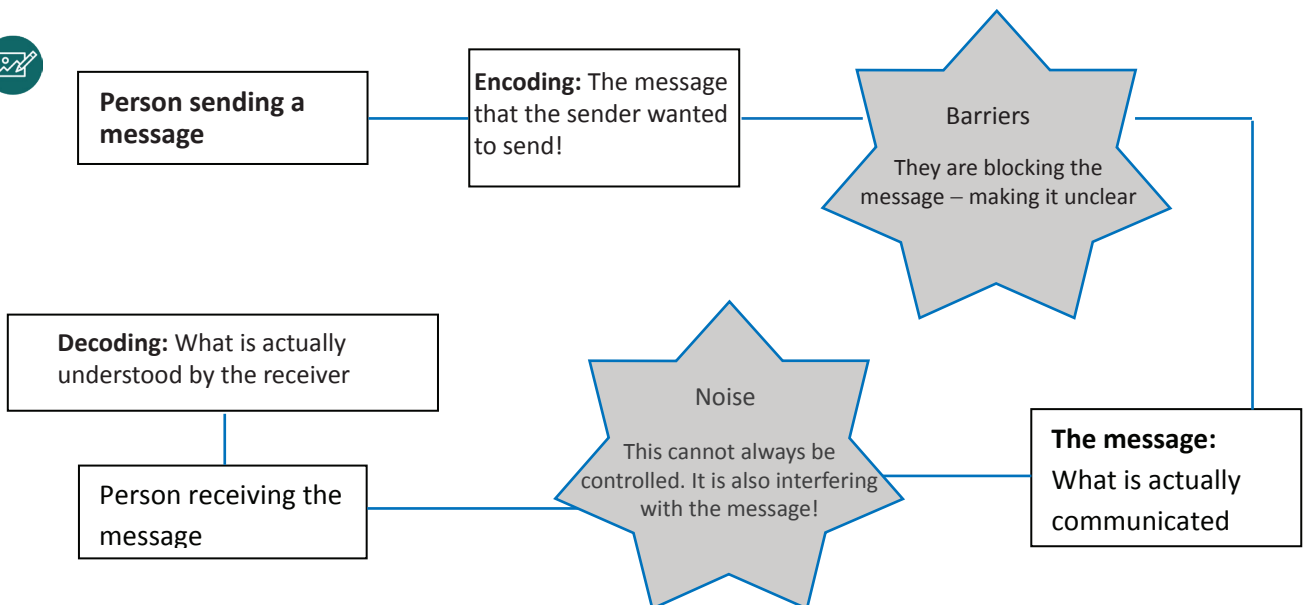 Person sending a
message
Encoding: The message
that the sender wanted
to send!
Barriers
They are blocking the
message – making it unclear
Decoding: What is actually
understood by the receiver
Noise
This cannot always be
controlled. It is also interfering
with the message!
The message:
What is actually
communicated
Person receiving the
message